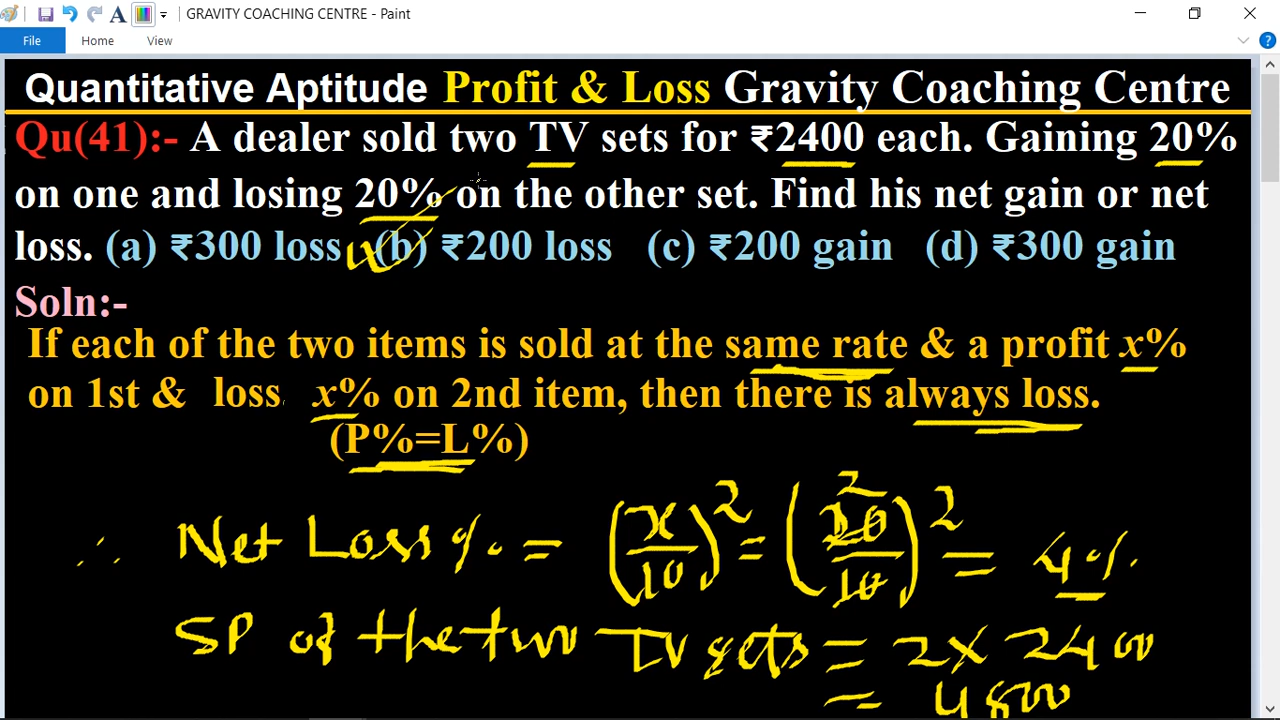 GRAVITY COACHING CENTRE - Paint
File Home View
Quantitative Aptitude Profit & Loss Gravity Coaching Centre
Qu(41):- A dealer sold two TV sets for ₹2400 each. Gaining 20%
on one and losing 20% on the other set. Find his net gain or net
loss. (a) ₹300 loss (b) ₹200 loss (c) ₹200 gain (d) ₹300 gain
Soln:-
If each of the two items is sold at the same rate & a profit x%
on 1st & loss x% on 2nd item, then there is always loss.
(P%=L%)
∴ Net Loss % = (x/10)² = (20/10)² = 4%
SP of the two TV sets = 2 × 2400
= 4800